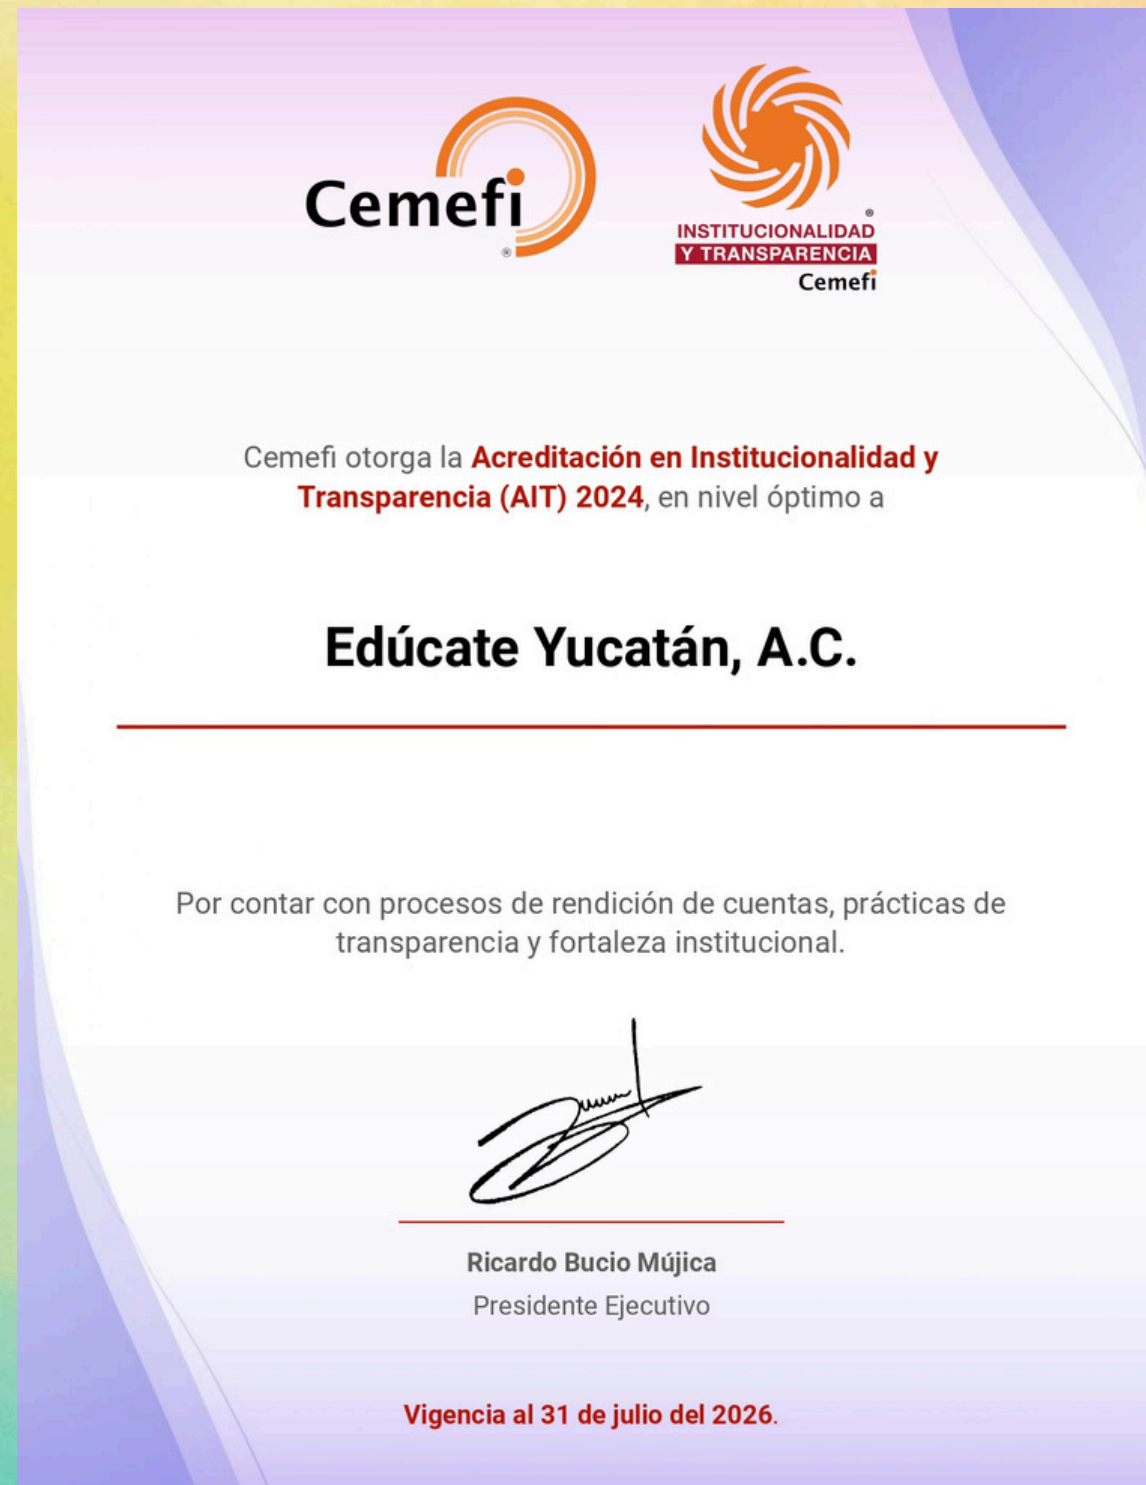 Cemefi
®
®
INSTITUCIONALIDAD
Y TRANSPARENCIA
Cemefi
Cemefi otorga la Acreditación en Institucionalidad y
Transparencia (AIT) 2024, en nivel óptimo a
Edúcate Yucatán, A.C.
Por contar con procesos de rendición de cuentas, prácticas de
transparencia y fortaleza institucional.
Ricardo Bucio Mújica
Presidente Ejecutivo
Vigencia al 31 de julio del 2026.